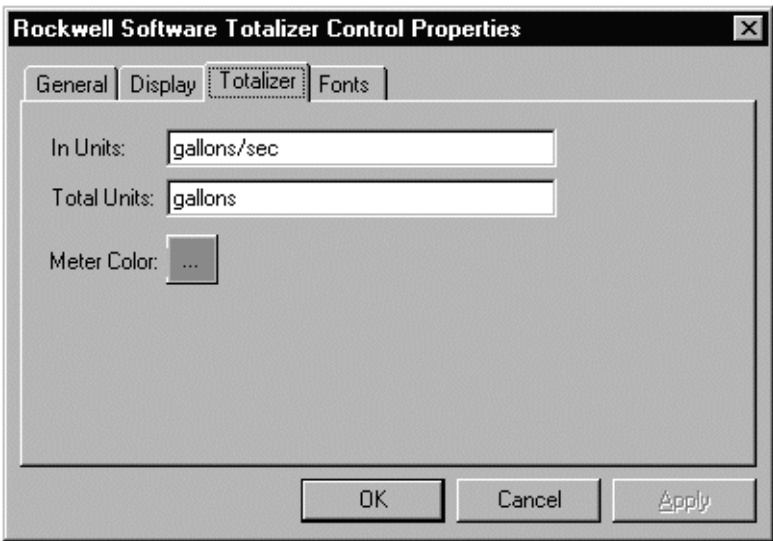 Rockwell Software Totalizer Control Properties
General Display Totalizer Fonts
In Units: gallons/sec
Total Units: gallons
Meter Color: ...
OK Cancel Apply